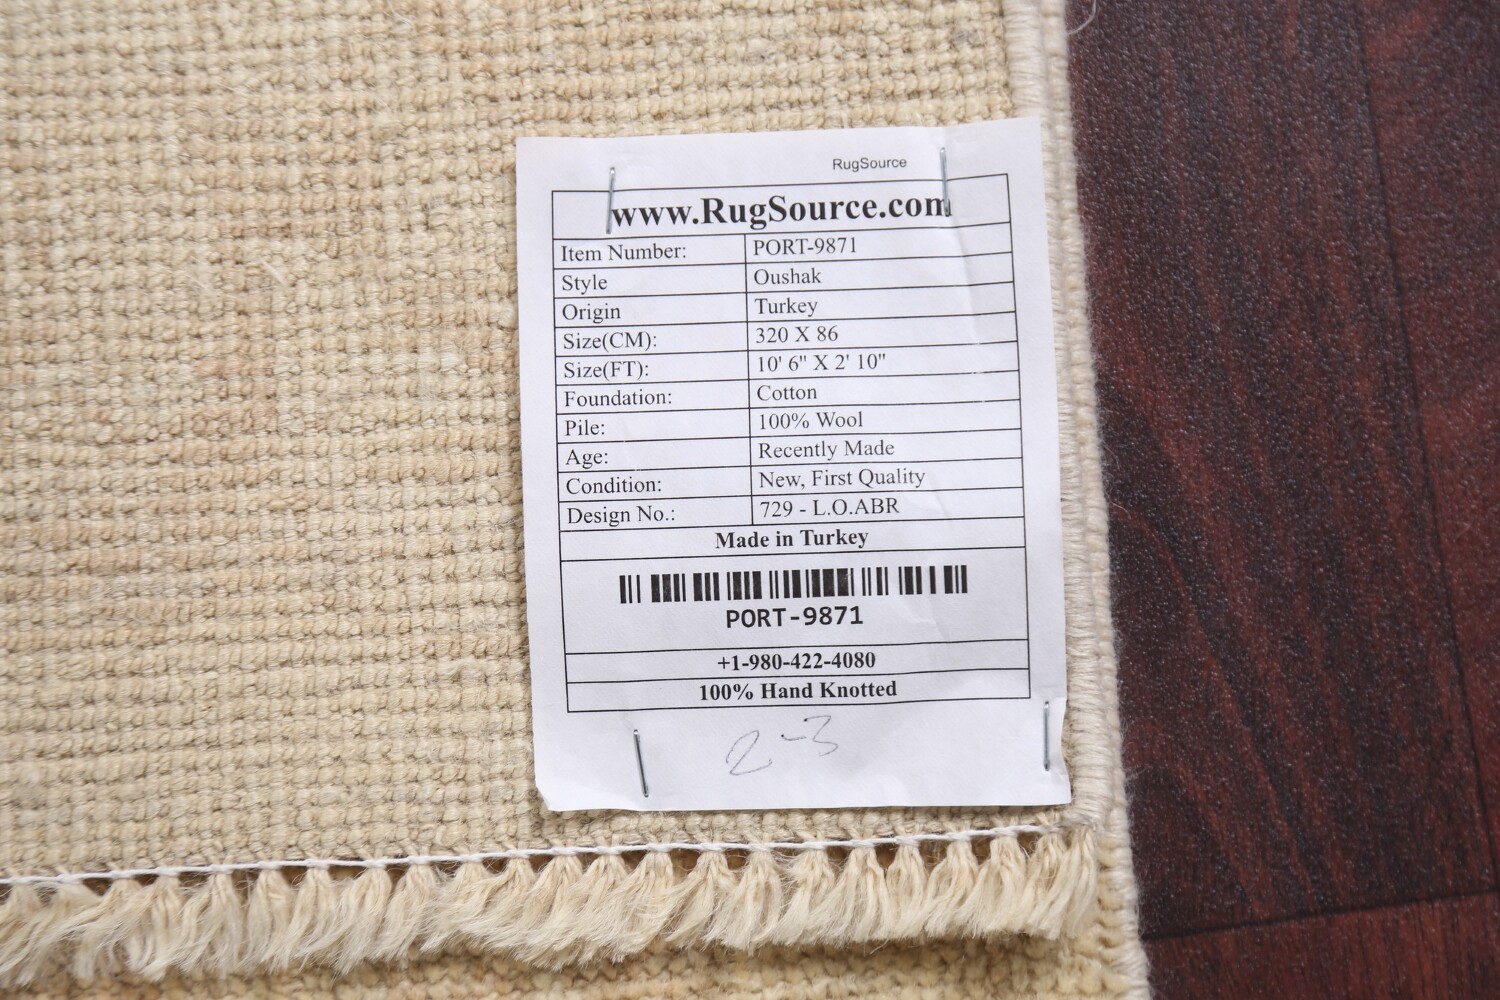 RugSource
www.RugSource.com
Item Number: PORT-9871
Style Oushak
Origin Turkey
Size(CM): 320 X 86
Size(FT): 10' 6" X 2' 10"
Foundation: Cotton
Pile: 100% Wool
Age: Recently Made
Condition: New, First Quality
Design No.: 729 - L.O.ABR
Made in Turkey
PORT-9871
+1-980-422-4080
100% Hand Knotted
2-3